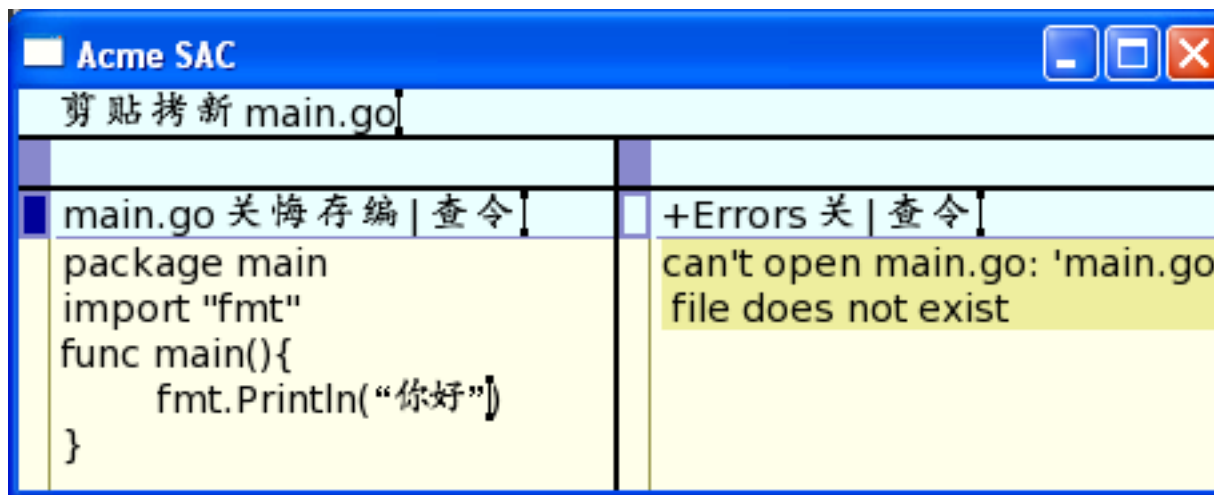 Acme SAC
剪贴拷新 main.go
main.go 关悔存编 | 查令
package main
import "fmt"
func main(){
fmt.Println(“你好”)
}
+Errors 关 | 查令
can't open main.go: 'main.go
file does not exist